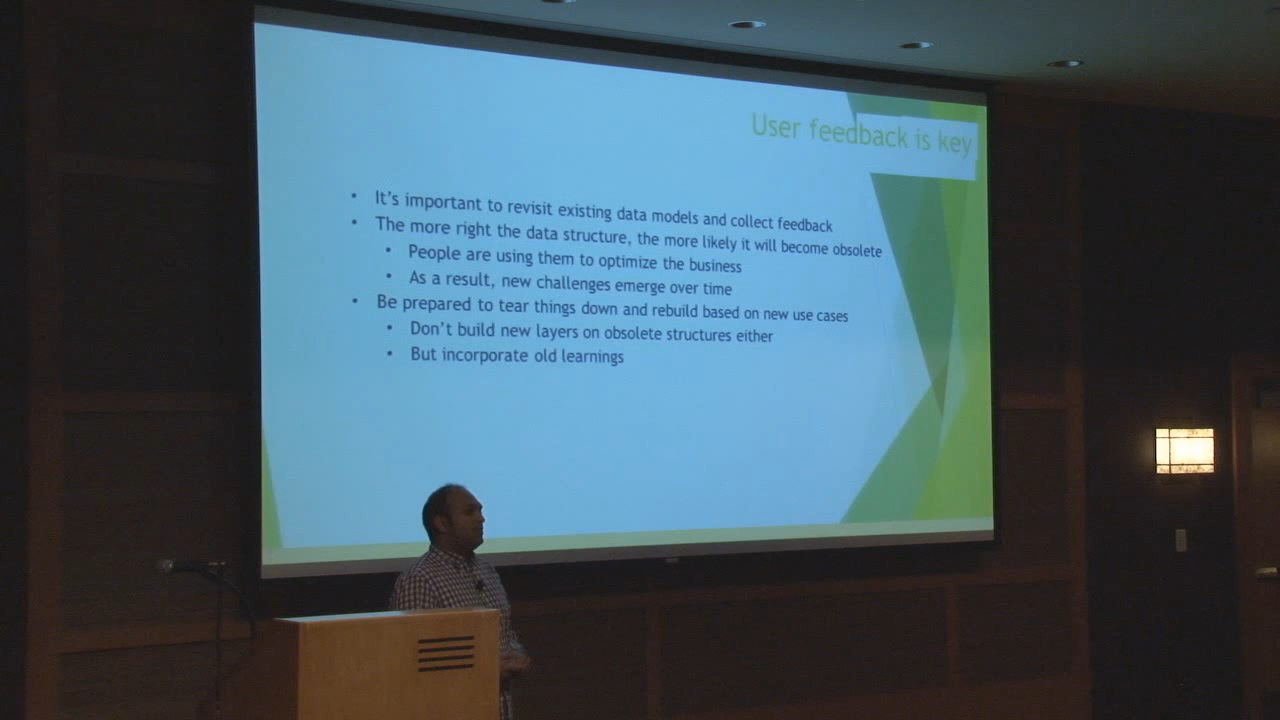 User feedback is key
• It's important to revisit existing data models and collect feedback
• The more right the data structure, the more likely it will become obsolete
• People are using them to optimize the business
• As a result, new challenges emerge over time
• Be prepared to tear things down and rebuild based on new use cases
• Don't build new layers on obsolete structures either
• But incorporate old learnings